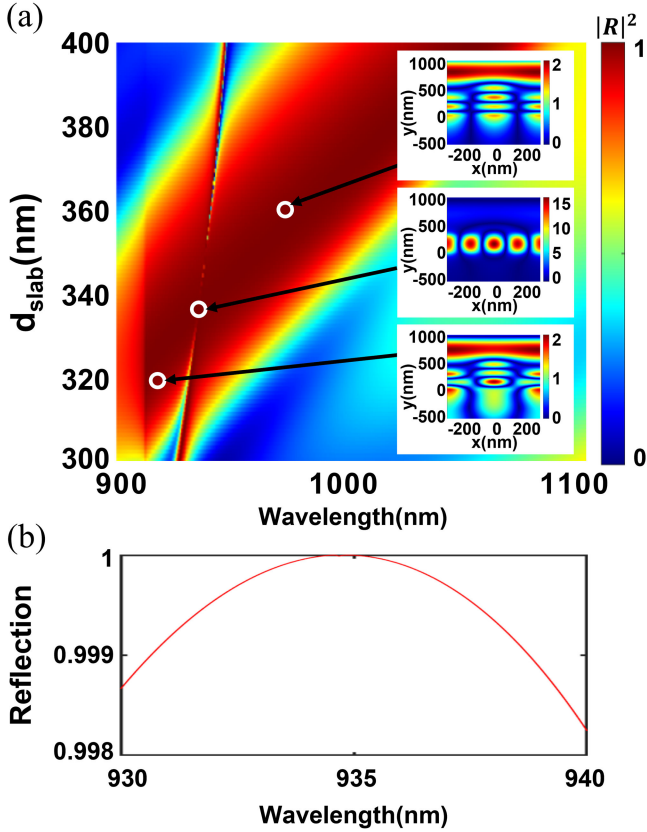 (a)
|R|²
400
380
360
340
320
300
d_slab(nm)
900
1000
1100
Wavelength(nm)
1
0
1000
500
0
-500
y(nm)
-200 0 200
x(nm)
2
1
0
1000
500
0
-500
y(nm)
-200 0 200
x(nm)
15
10
5
0
1000
500
0
-500
y(nm)
-200 0 200
x(nm)
2
1
0
(b)
1
0.999
0.998
Reflection
930
935
940
Wavelength(nm)